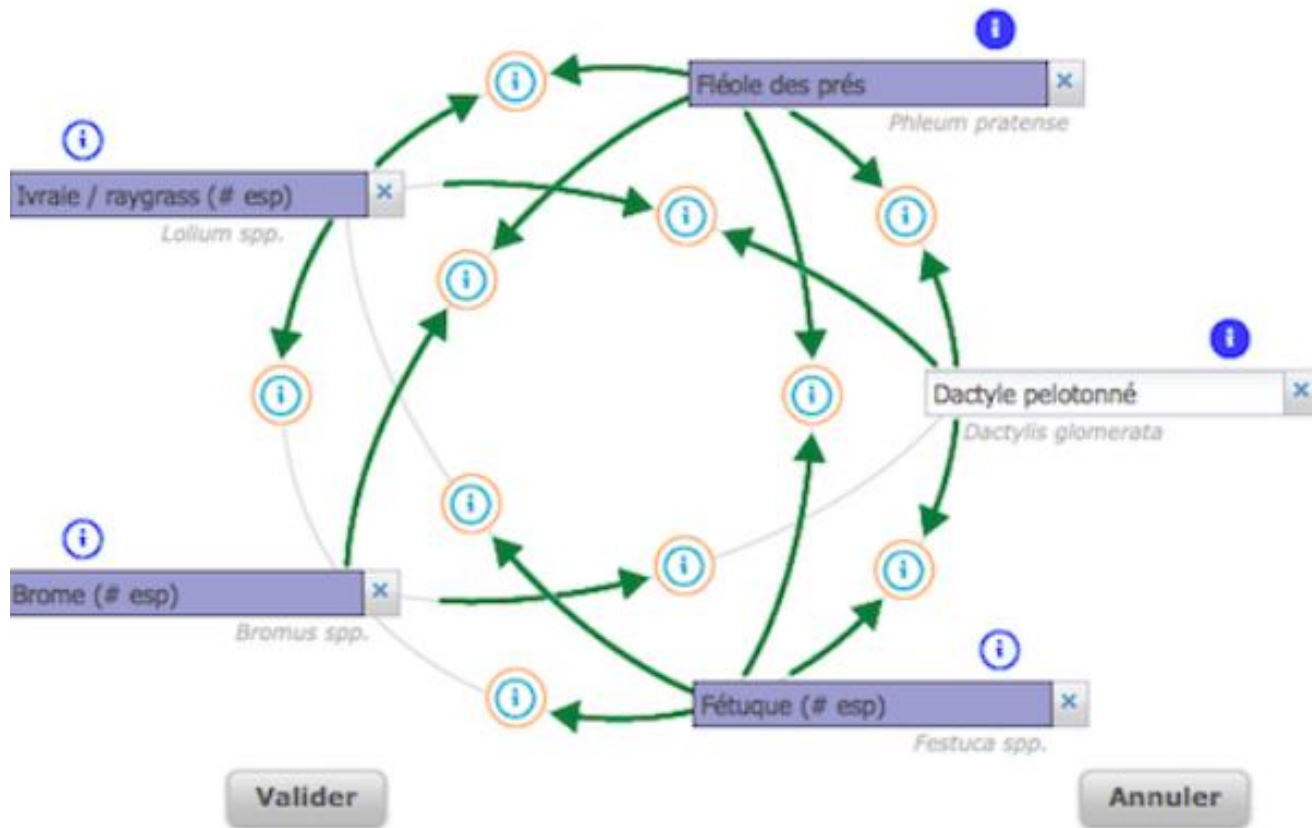 Fléole des prés
Phleum pratense
Ivraie / raygrass (# esp)
Lolium spp.
Dactyle pelotonné
Dactylis glomerata
Brome (# esp)
Bromus spp.
Fétuque (# esp)
Festuca spp.
Valider
Annuler